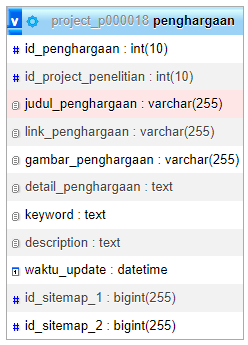 v project_p000018 penghargaan
# id_penghargaan : int(10)
# id_project_penelitian : int(10)
judul_penghargaan : varchar(255)
link_penghargaan : varchar(255)
gambar_penghargaan : varchar(255)
detail_penghargaan : text
keyword : text
description : text
waktu_update : datetime
# id_sitemap_1 : bigint(255)
# id_sitemap_2 : bigint(255)